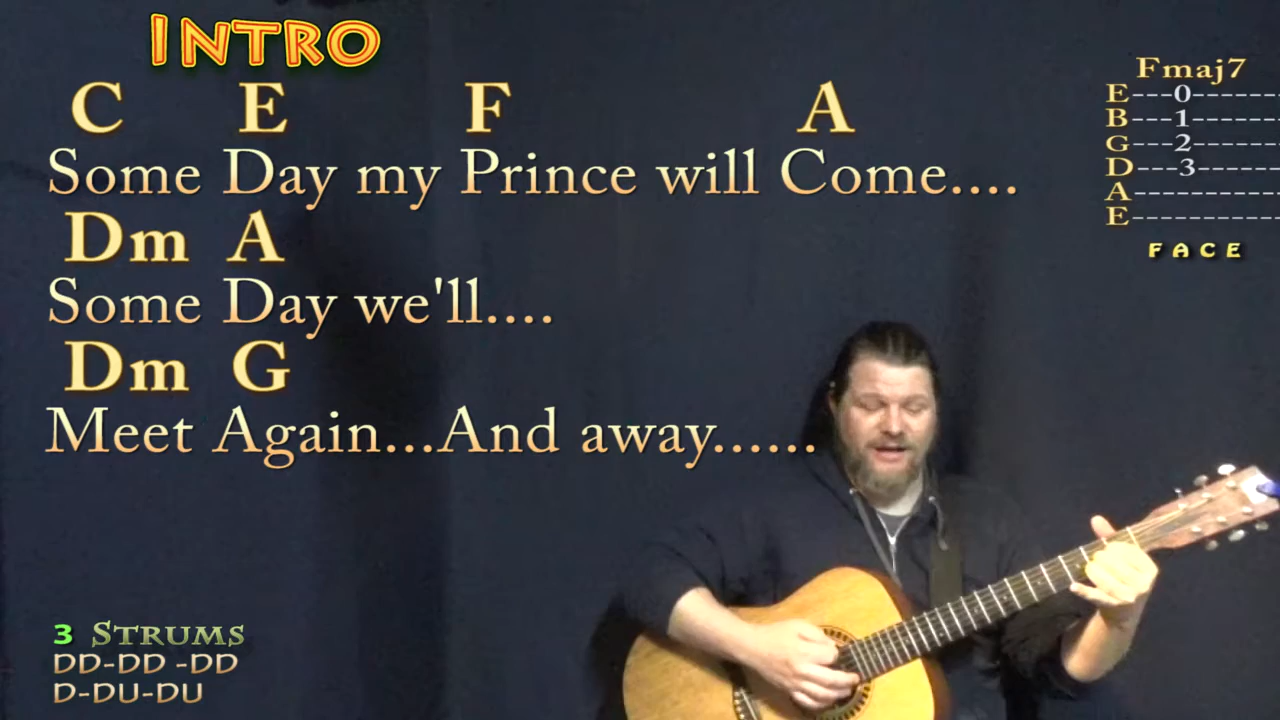 INTRO
C E F A
Some Day my Prince will Come....
Dm A
Some Day we'll....
Dm G
Meet Again...And away......
3 STRUMS
DD-DD -DD
D-DU-DU
Fmaj7
E---0-------
B---1-------
G---2-------
D---3-------
A------------
E------------
FACE